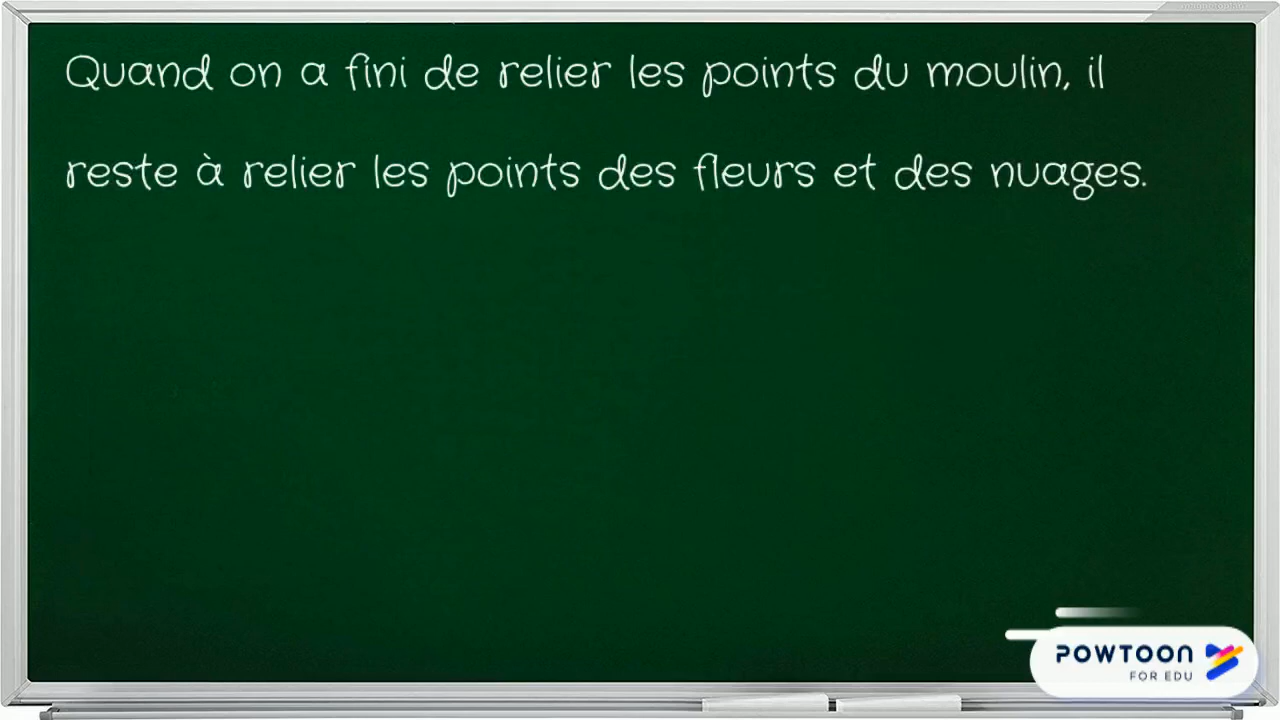 Quand on a fini de relier les points du moulin, il
reste à relier les points des fleurs et des nuages.
POWTOON
FOR EDU